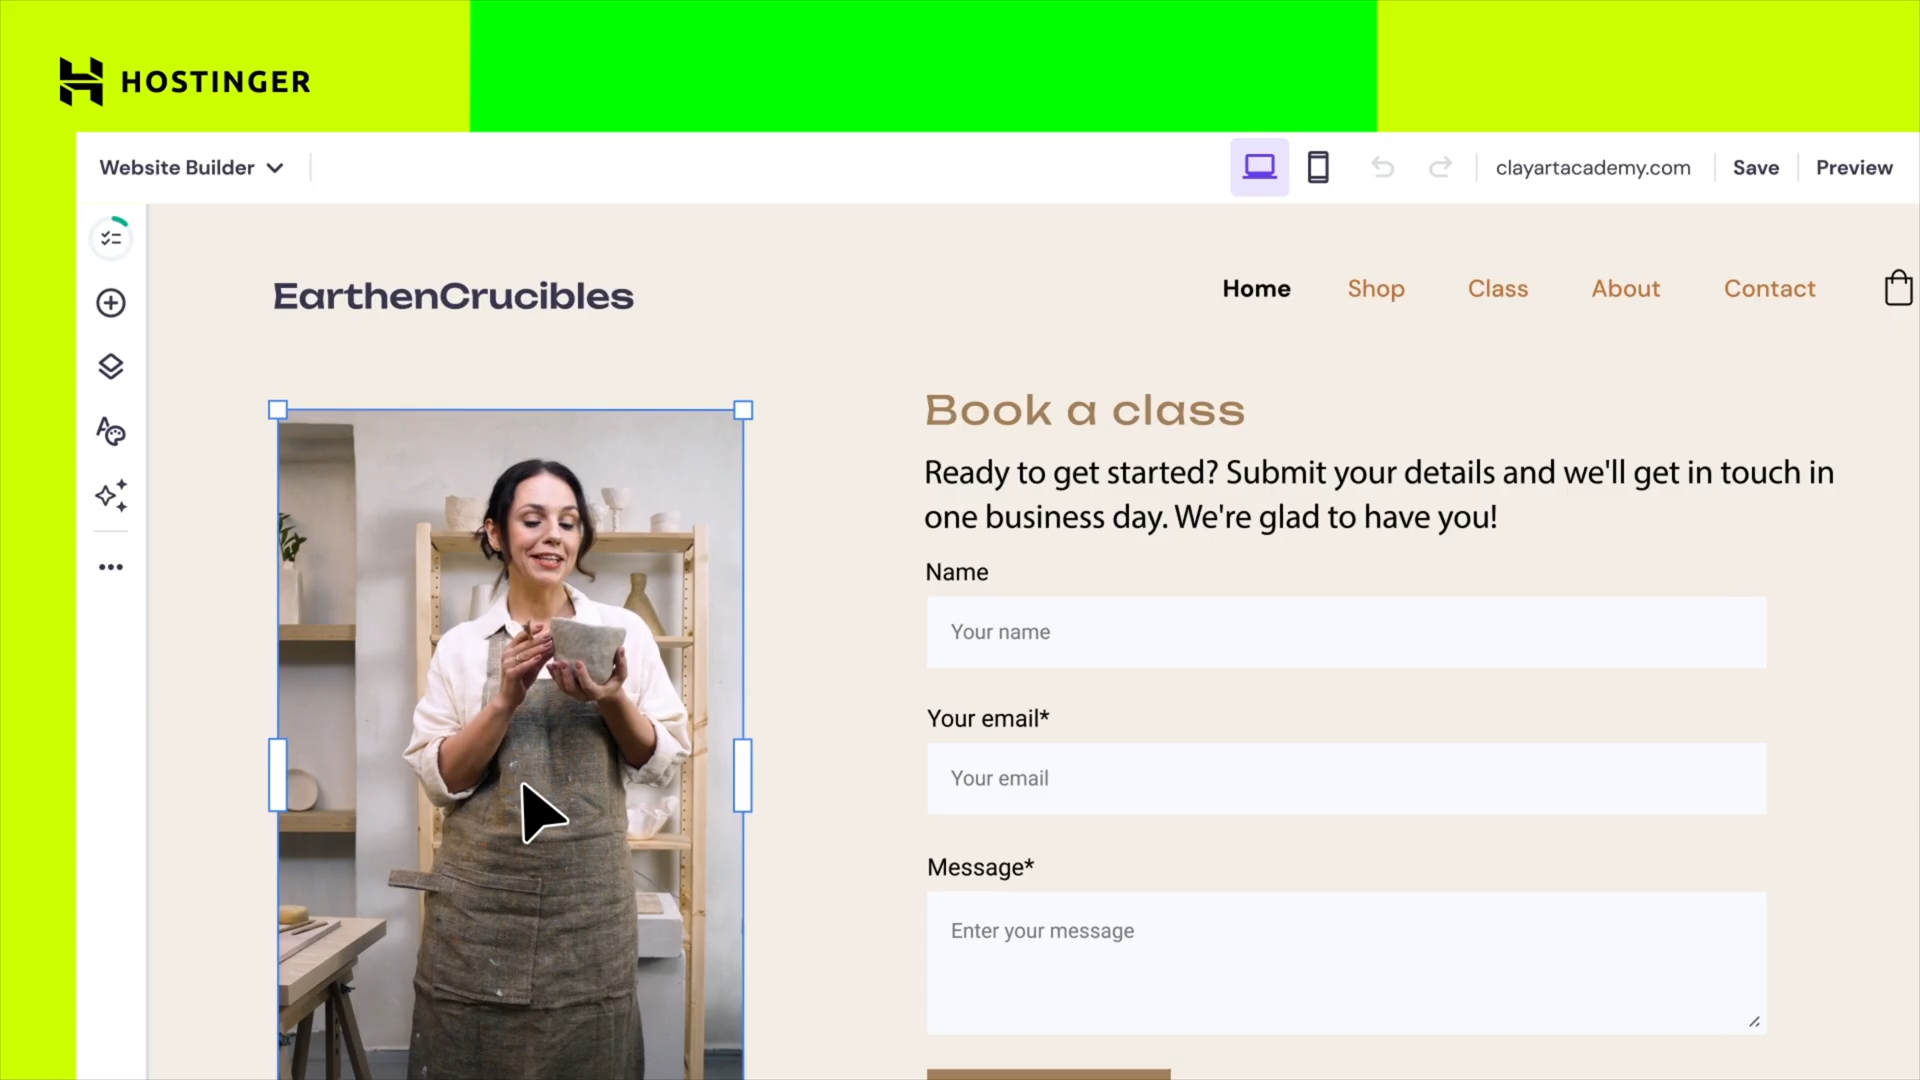 HOSTINGER
Website Builder
clayartacademy.com
Save
Preview
EarthenCrucibles
Home
Shop
Class
About
Contact
Book a class
Ready to get started? Submit your details and we'll get in touch in
one business day. We're glad to have you!
Name
Your name
Your email*
Your email
Message*
Enter your message